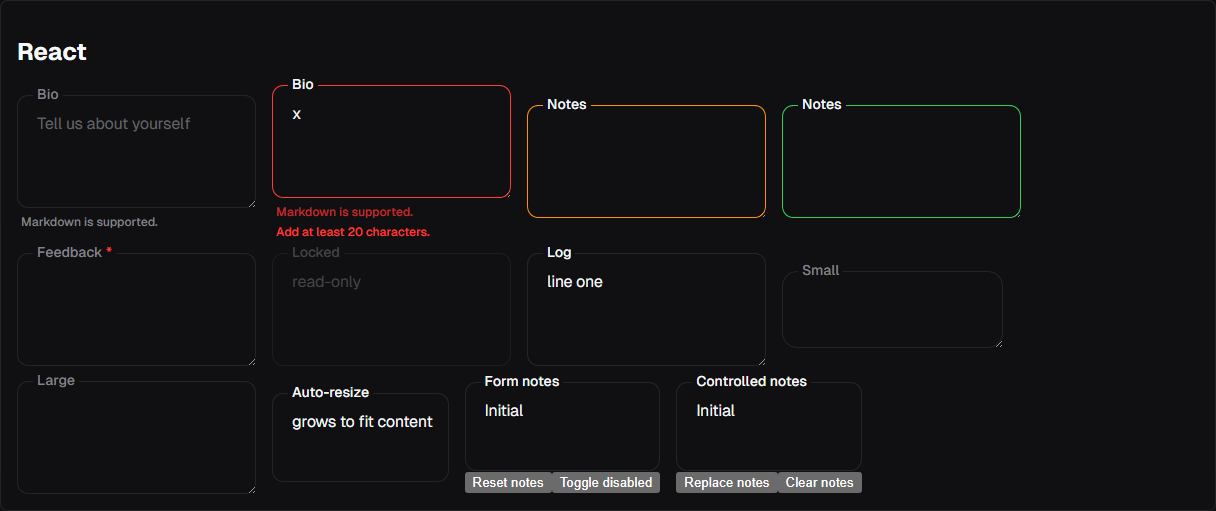 React
Bio
Tell us about yourself
Markdown is supported.
Bio
x
Markdown is supported.
Add at least 20 characters.
Notes
Notes
Feedback *
Locked
read-only
Log
line one
Small
Large
Auto-resize
grows to fit content
Form notes
Initial
Reset notes Toggle disabled
Controlled notes
Initial
Replace notes Clear notes